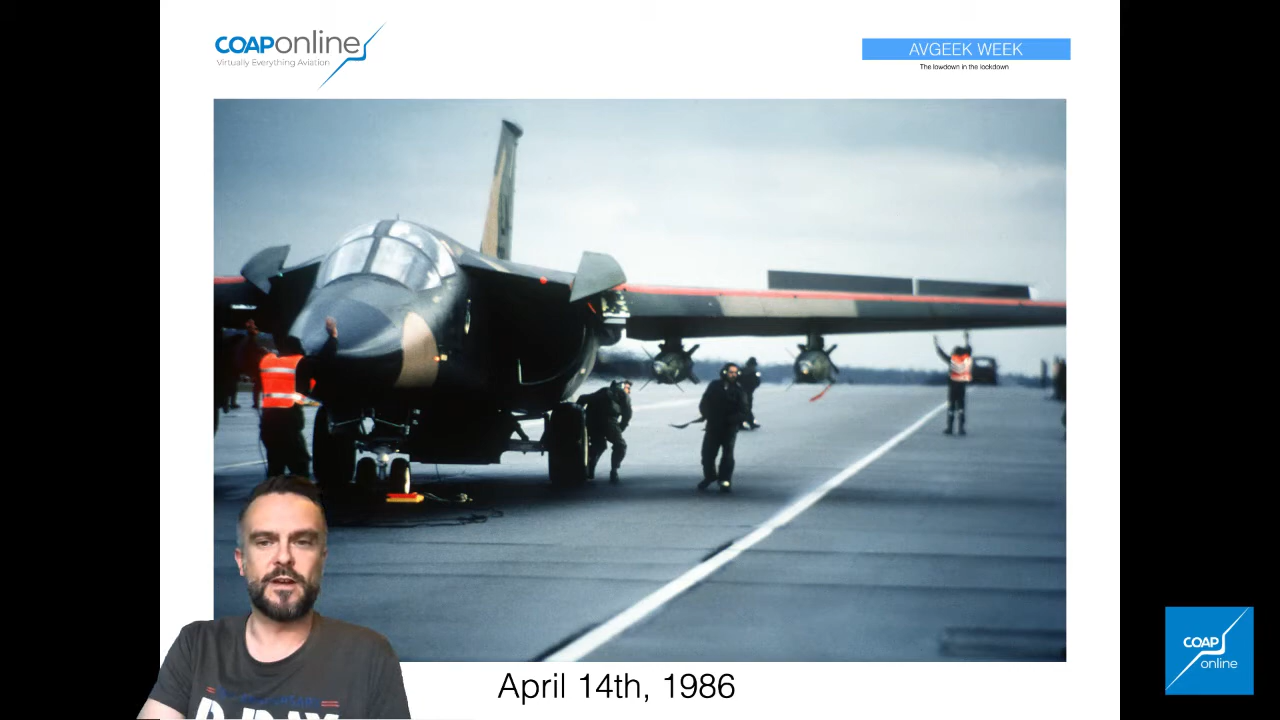 COAPonline
Virtually Everything Aviation
AVGEEK WEEK
The lowdown in the lockdown
April 14th, 1986
COAP
online